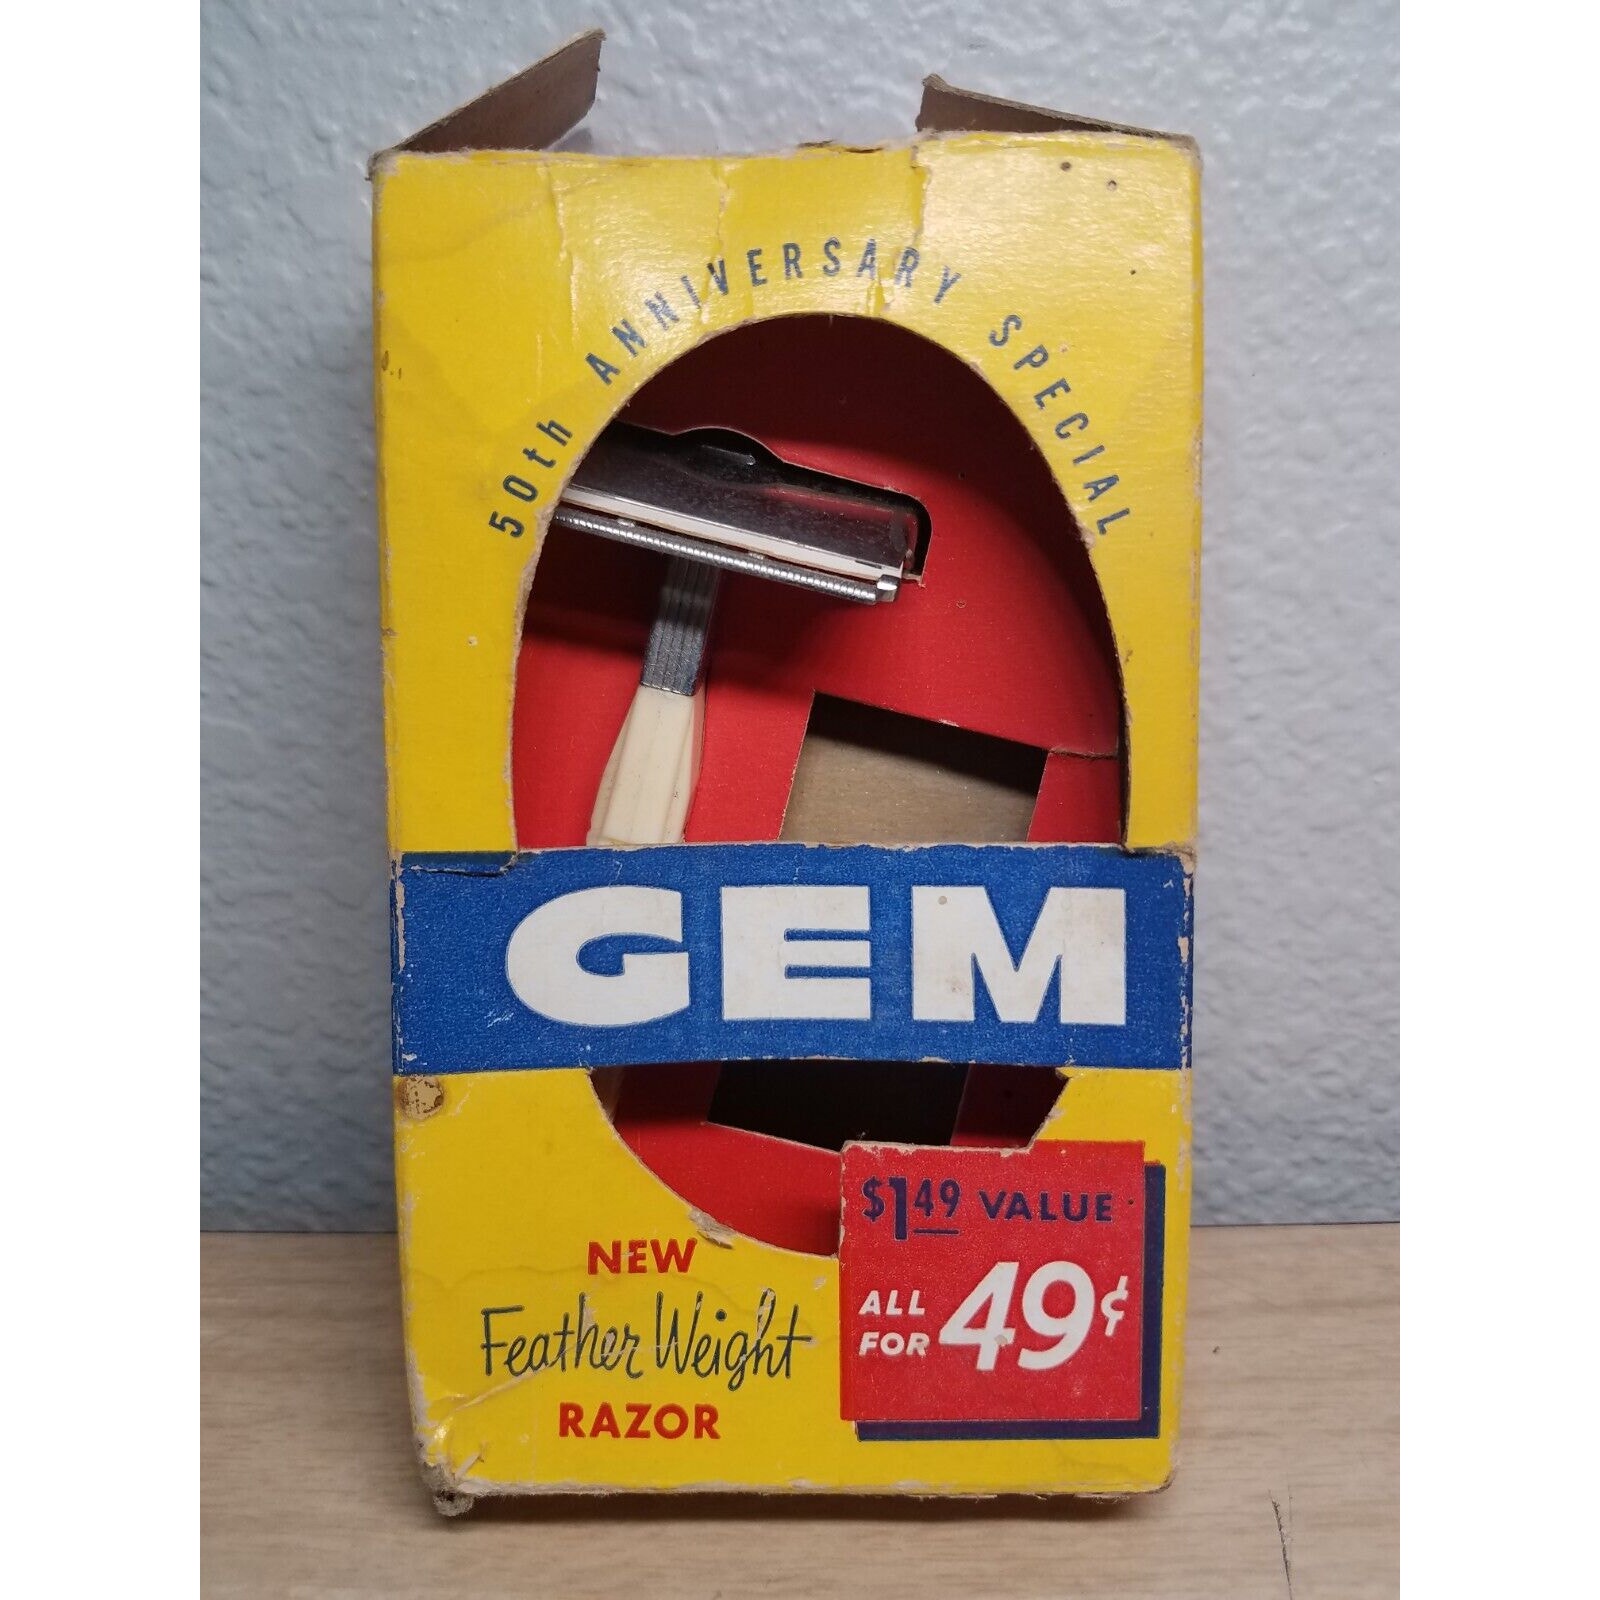 50th ANNIVERSARY SPECIAL
GEM
NEW
Feather Weight
RAZOR
$1.49 VALUE
ALL
FOR 49¢